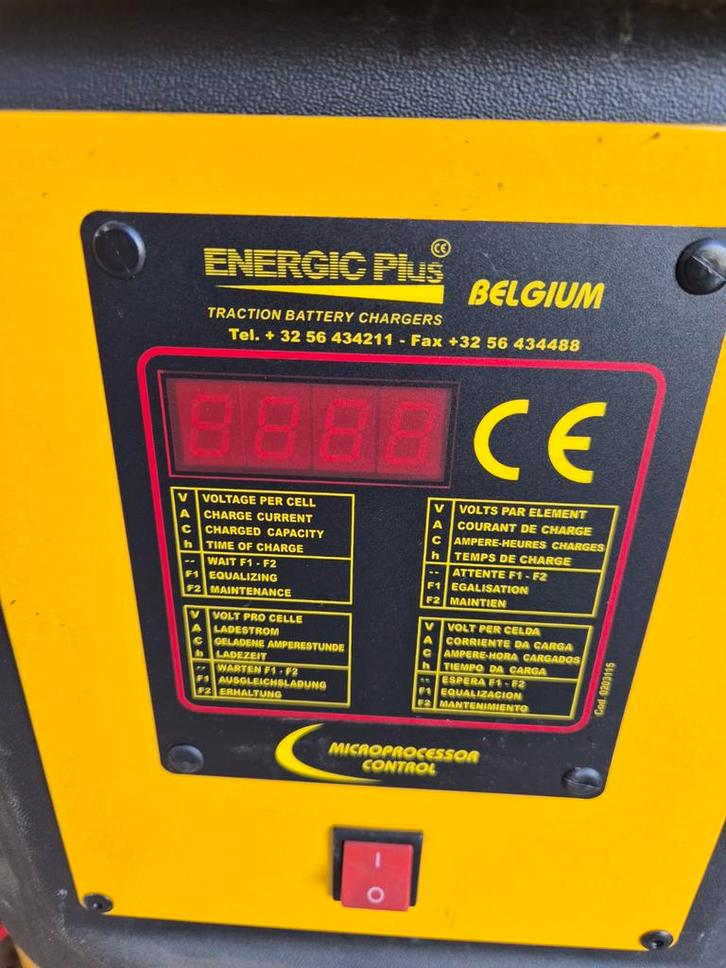 ENERGIC Plus CE
BELGIUM
TRACTION BATTERY CHARGERS
Tel. + 32 56 434211 - Fax +32 56 434488
CE
V VOLTAGE PER CELL
A CHARGE CURRENT
C CHARGED CAPACITY
h TIME OF CHARGE
-- WAIT F1 - F2
F1 EQUALIZING
F2 MAINTENANCE
V VOLTS PAR ELEMENT
A COURANT DE CHARGE
C AMPERE-HEURES CHARGES
h TEMPS DE CHARGE
-- ATTENTE F1 - F2
F1 EGALISATION
F2 MAINTIEN
V VOLT PRO CELLE
A LADESTROM
C GELADENE AMPERESTUNDE
h LADEZEIT
-- WARTEN F1 - F2
F1 AUSGLEICHSLADUNG
F2 ERHALTUNG
V VOLT PER CELDA
A CORRIENTE DA CARGA
C AMPERE-HORA CARGADOS
h TIEMPO DA CARGA
-- ESPERA F1 - F2
F1 EQUALIZACION
F2 MANTENIMIENTO
Cod. 0203115
MICROPROCESSOR
CONTROL
I
O